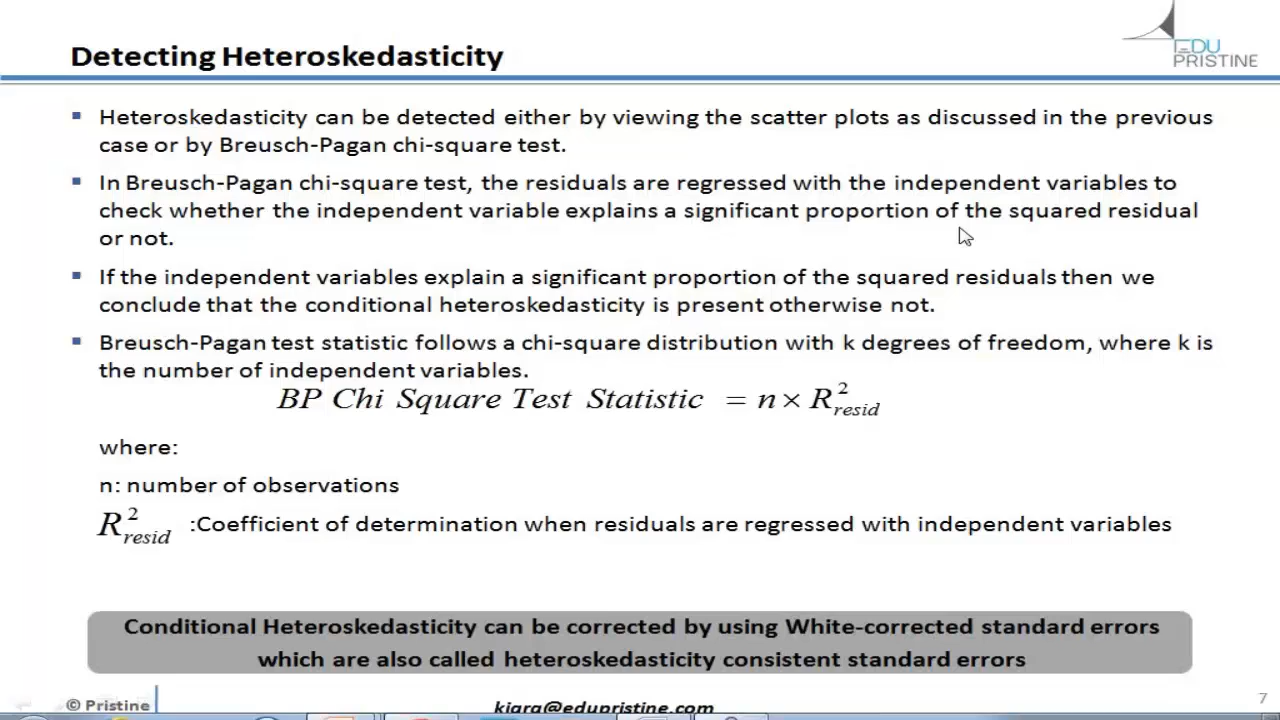 Detecting Heteroskedasticity
EDU
PRISTINE
Heteroskedasticity can be detected either by viewing the scatter plots as discussed in the previous
case or by Breusch-Pagan chi-square test.
In Breusch-Pagan chi-square test, the residuals are regressed with the independent variables to
check whether the independent variable explains a significant proportion of the squared residual
or not.
If the independent variables explain a significant proportion of the squared residuals then we
conclude that the conditional heteroskedasticity is present otherwise not.
Breusch-Pagan test statistic follows a chi-square distribution with k degrees of freedom, where k is
the number of independent variables.
BP Chi Square Test Statistic = n × R²resid
where:
n: number of observations
R²resid :Coefficient of determination when residuals are regressed with independent variables
Conditional Heteroskedasticity can be corrected by using White-corrected standard errors
which are also called heteroskedasticity consistent standard errors
© Pristine
kiara@edupristine.com
7